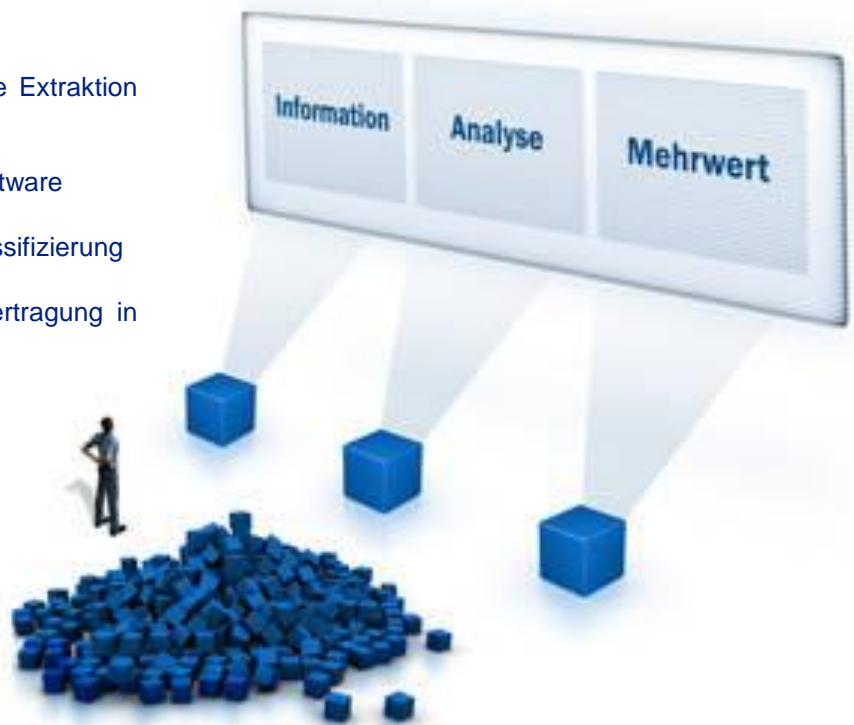 e Extraktion
tware
ssifizierung
ertragung in
Information
Analyse
Mehrwert